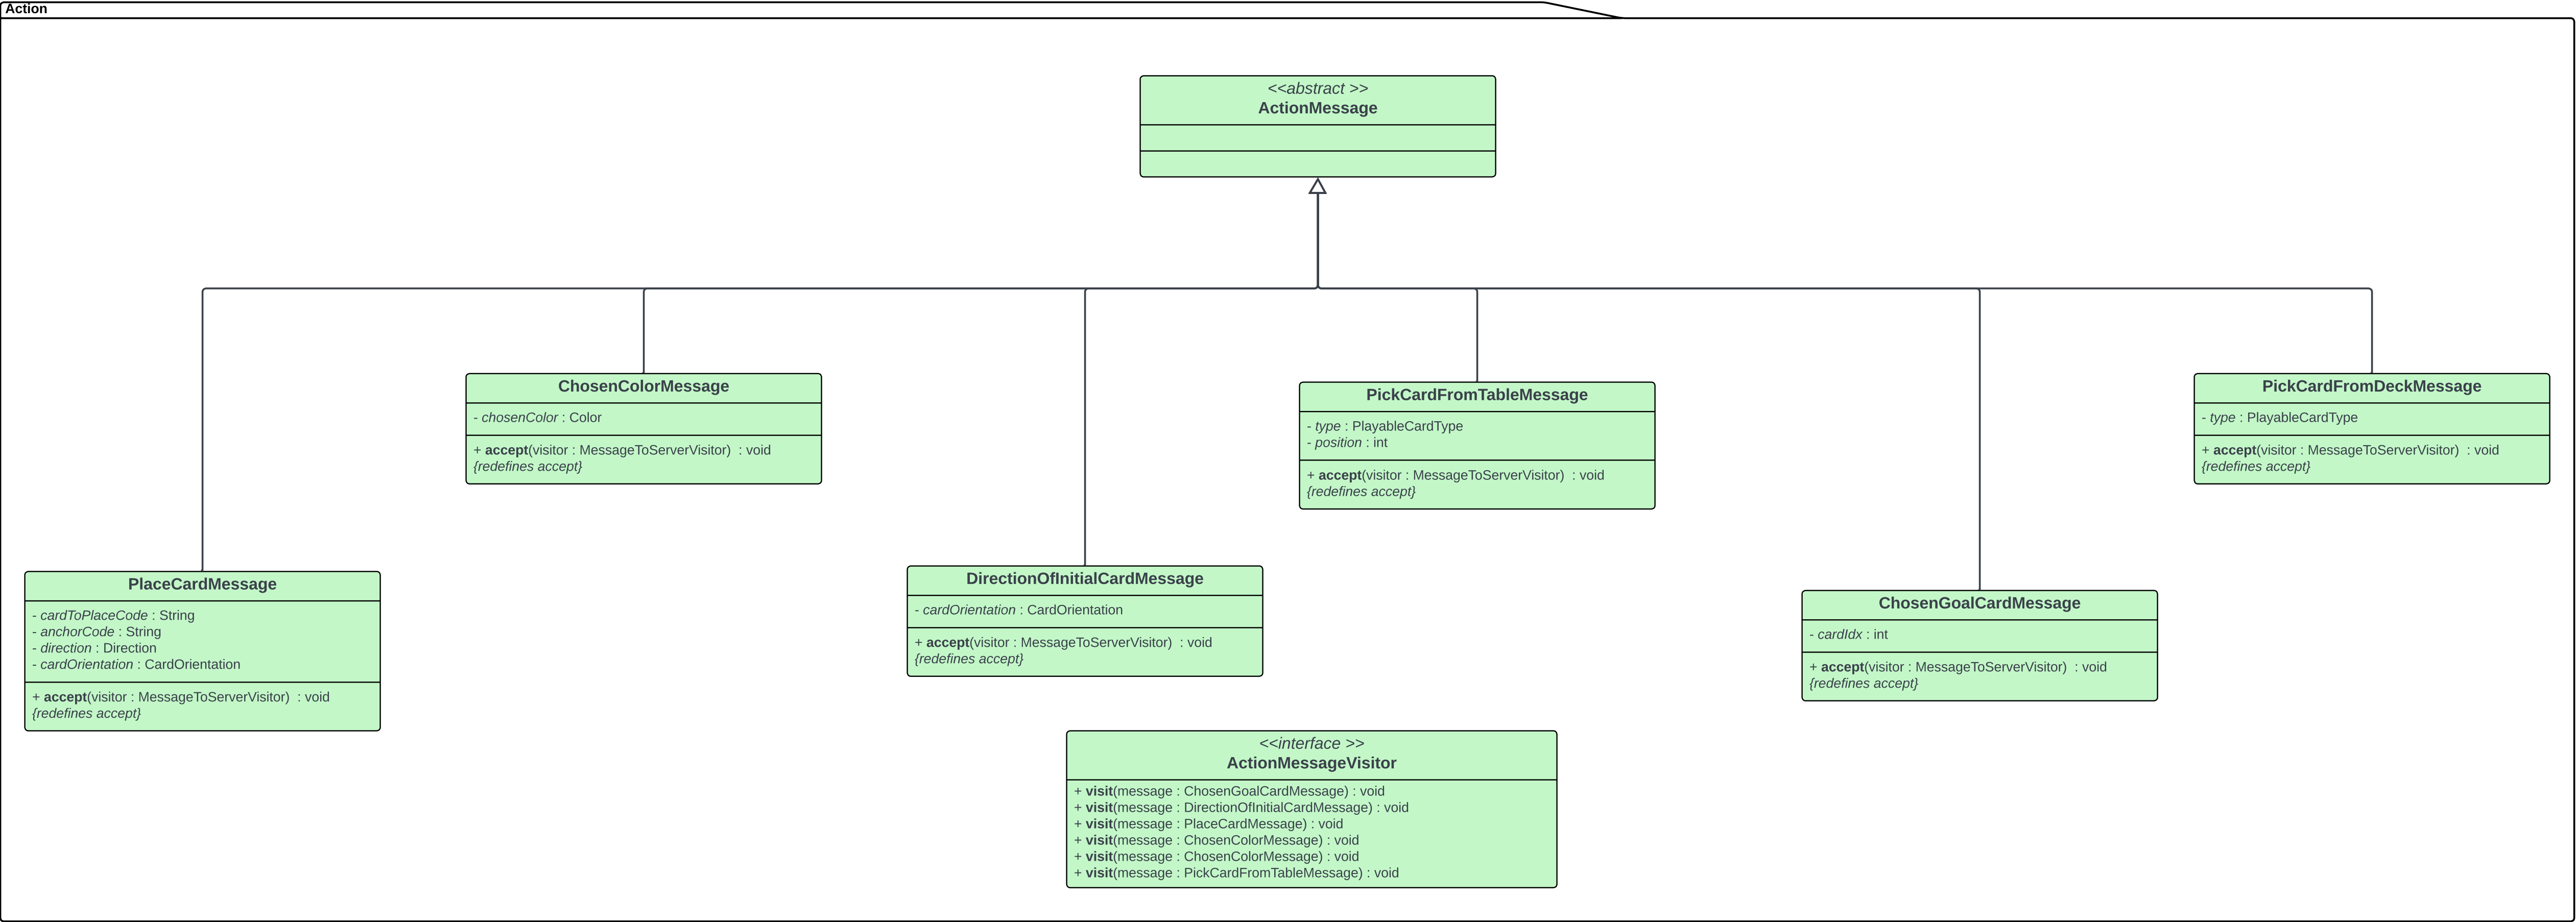 Action
<<abstract >>
ActionMessage
ChosenColorMessage
- chosenColor : Color
+ accept(visitor : MessageToServerVisitor)  : void
{redefines accept}
PickCardFromTableMessage
- type : PlayableCardType
- position : int
+ accept(visitor : MessageToServerVisitor)  : void
{redefines accept}
PickCardFromDeckMessage
- type : PlayableCardType
+ accept(visitor : MessageToServerVisitor)  : void
{redefines accept}
PlaceCardMessage
- cardToPlaceCode : String
- anchorCode : String
- direction : Direction
- cardOrientation : CardOrientation
+ accept(visitor : MessageToServerVisitor)  : void
{redefines accept}
DirectionOfInitialCardMessage
- cardOrientation : CardOrientation
+ accept(visitor : MessageToServerVisitor)  : void
{redefines accept}
ChosenGoalCardMessage
- cardIdx : int
+ accept(visitor : MessageToServerVisitor)  : void
{redefines accept}
<<interface >>
ActionMessageVisitor
+ visit(message : ChosenGoalCardMessage) : void
+ visit(message : DirectionOfInitialCardMessage) : void
+ visit(message : PlaceCardMessage) : void
+ visit(message : ChosenColorMessage) : void
+ visit(message : ChosenColorMessage) : void
+ visit(message : PickCardFromTableMessage) : void